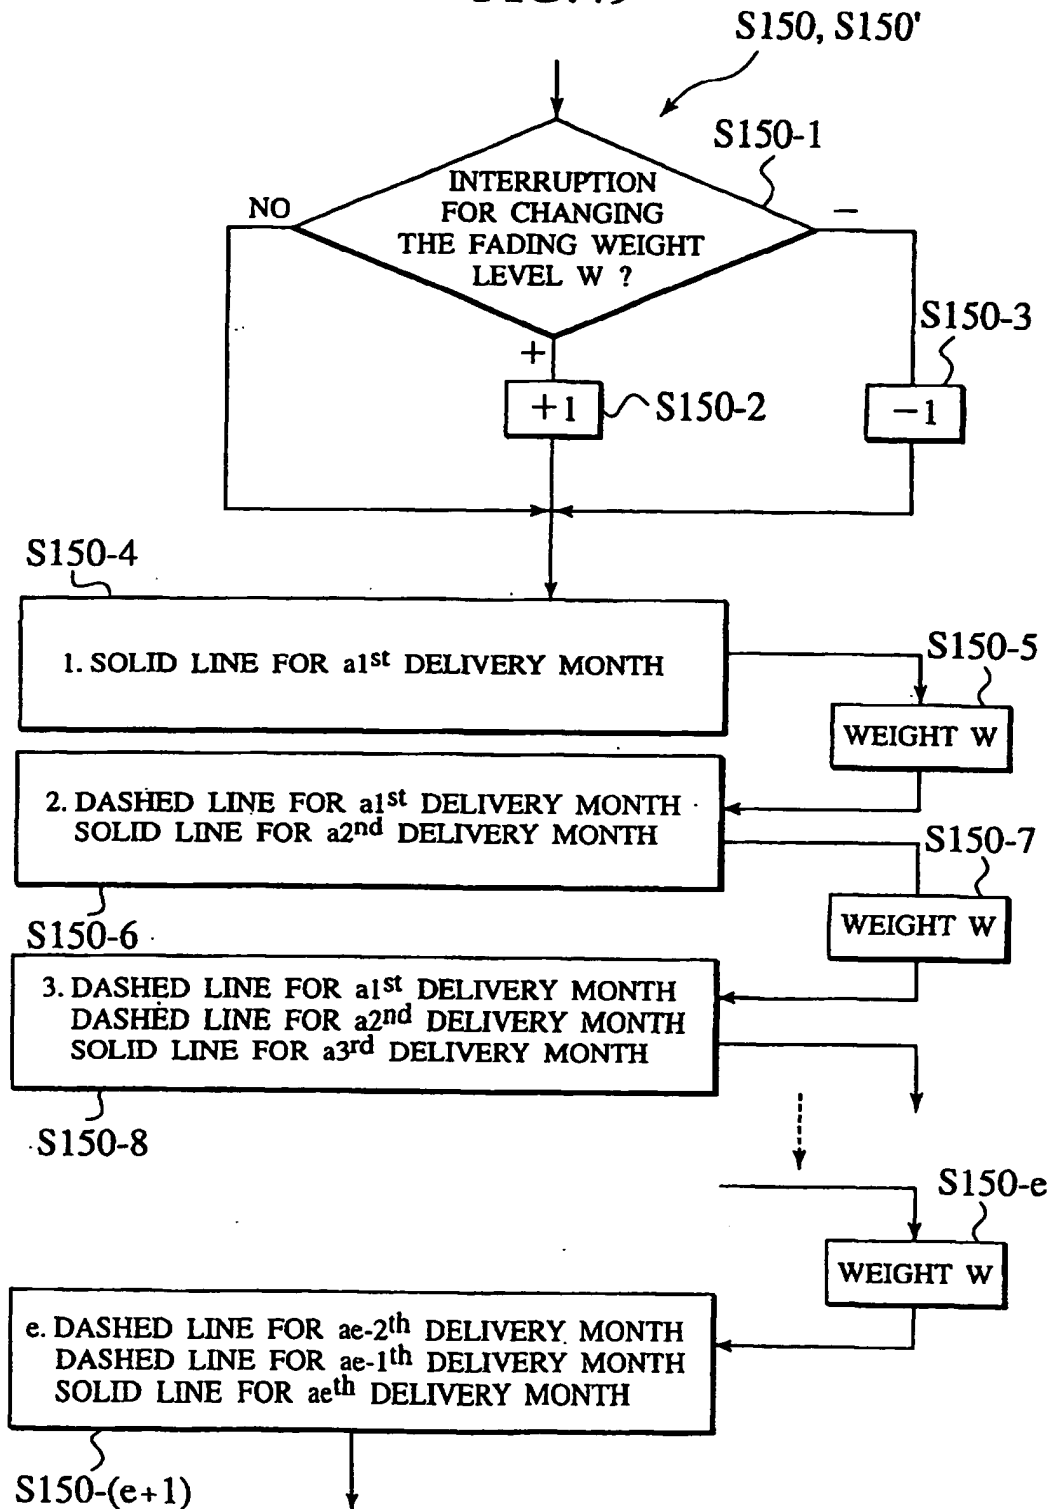 S150, S150'
S150-1
INTERRUPTION
FOR CHANGING
THE FADING WEIGHT
LEVEL W ?
NO
−
+
S150-3
+1
S150-2
−1
S150-4
1. SOLID LINE FOR a1st DELIVERY MONTH
S150-5
WEIGHT W
2. DASHED LINE FOR a1st DELIVERY MONTH
SOLID LINE FOR a2nd DELIVERY MONTH
S150-7
WEIGHT W
S150-6
3. DASHED LINE FOR a1st DELIVERY MONTH
DASHED LINE FOR a2nd DELIVERY MONTH
SOLID LINE FOR a3rd DELIVERY MONTH
S150-8
S150-e
WEIGHT W
e. DASHED LINE FOR ae-2th DELIVERY MONTH
DASHED LINE FOR ae-1th DELIVERY MONTH
SOLID LINE FOR aeth DELIVERY MONTH
S150-(e+1)